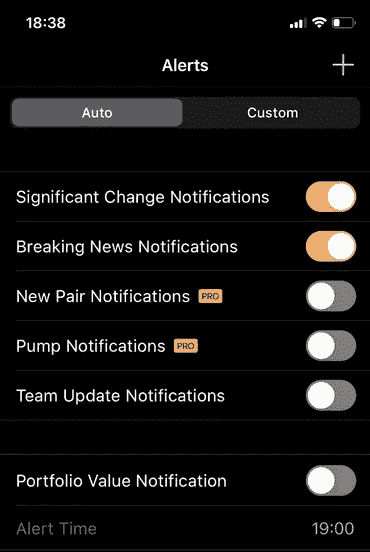 18:38
Alerts
Auto Custom
Significant Change Notifications
Breaking News Notifications
New Pair Notifications PRO
Pump Notifications PRO
Team Update Notifications
Portfolio Value Notification
Alert Time 19:00